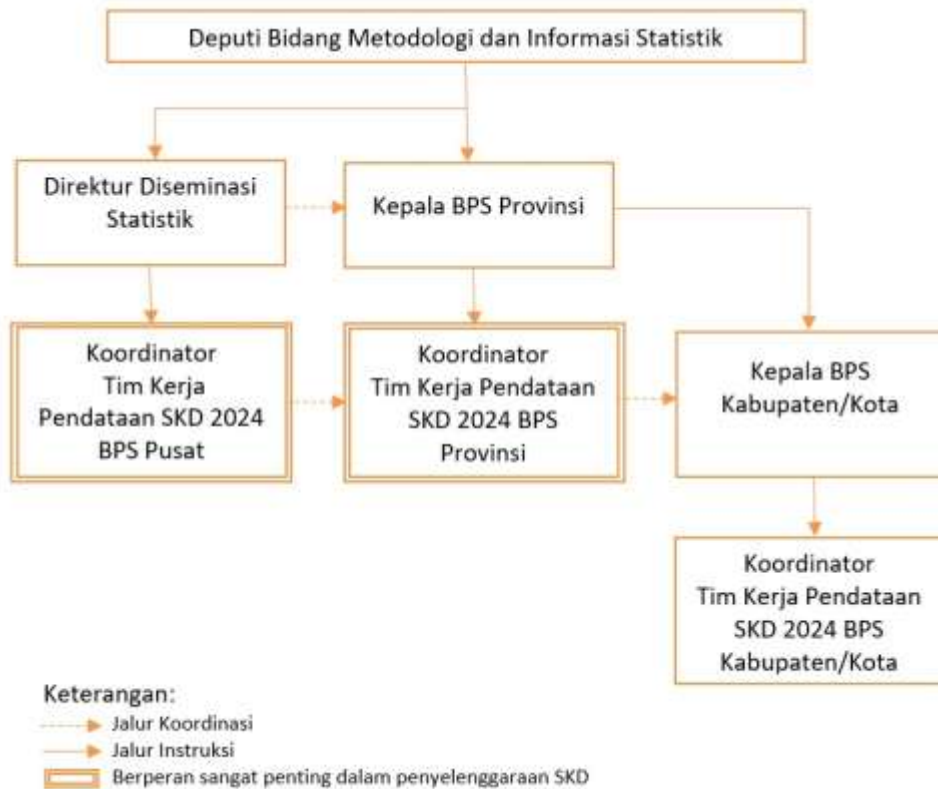 Deputi Bidang Metodologi dan Informasi Statistik
Direktur Diseminasi
Statistik
Kepala BPS Provinsi
Koordinator
Tim Kerja
Pendataan SKD 2024
BPS Pusat
Koordinator
Tim Kerja Pendataan
SKD 2024 BPS
Provinsi
Kepala BPS
Kabupaten/Kota
Koordinator
Tim Kerja Pendataan
SKD 2024 BPS
Kabupaten/Kota
Keterangan:
Jalur Koordinasi
Jalur Instruksi
Berperan sangat penting dalam penyelenggaraan SKD